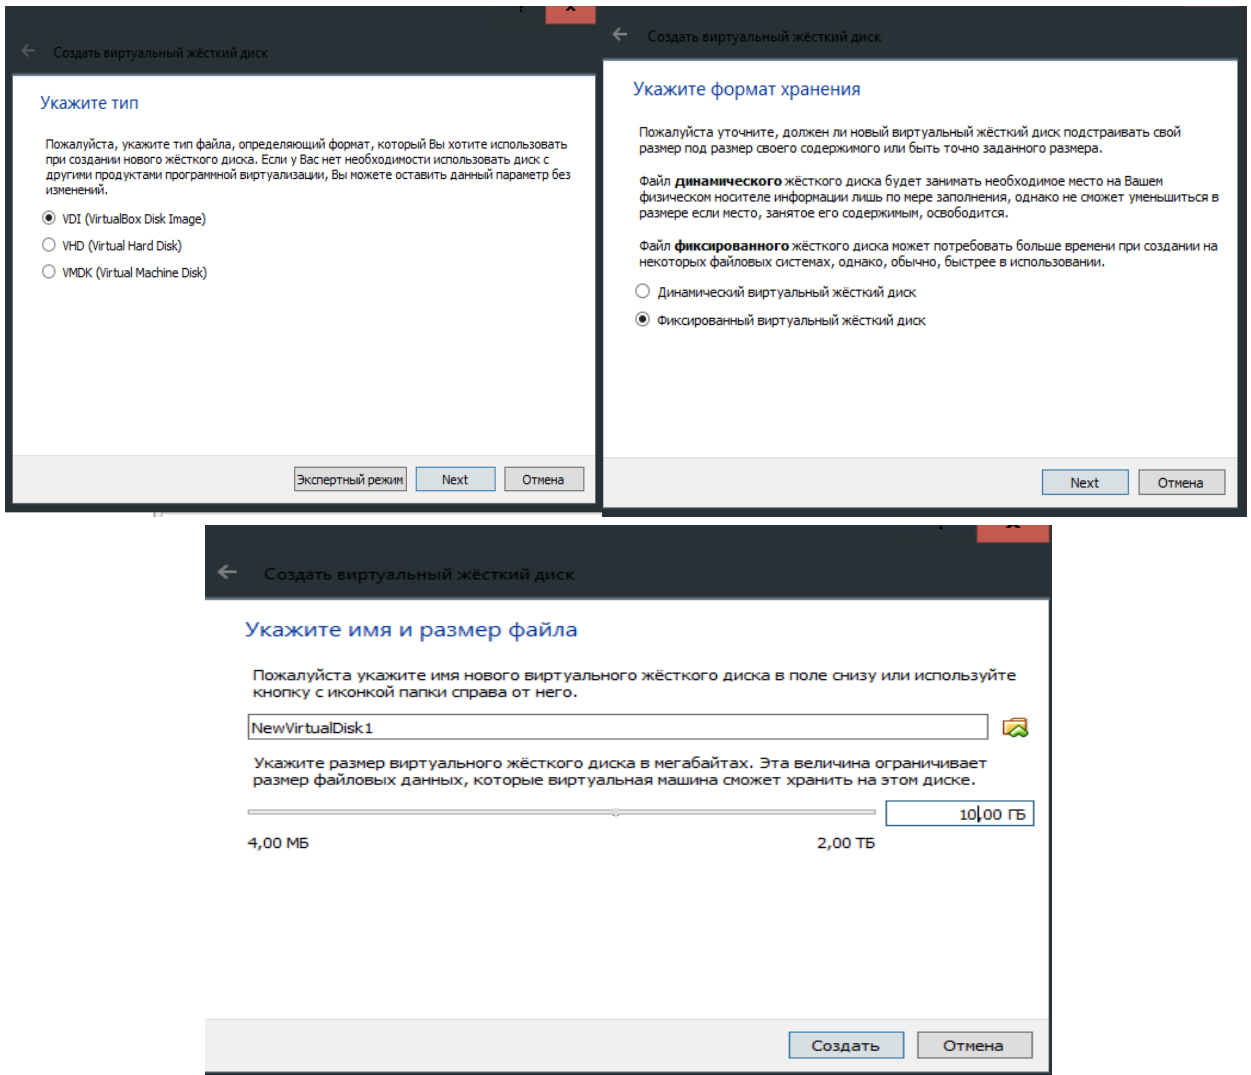 Создать виртуальный жёсткий диск
Укажите тип
Пожалуйста, укажите тип файла, определяющий формат, который Вы хотите использовать
при создании нового жёсткого диска. Если у Вас нет необходимости использовать диск с
другими продуктами программной виртуализации, Вы можете оставить данный параметр без
изменений.
VDI (VirtualBox Disk Image)
VHD (Virtual Hard Disk)
VMDK (Virtual Machine Disk)
Экспертный режим Next Отмена
Создать виртуальный жёсткий диск
Укажите формат хранения
Пожалуйста уточните, должен ли новый виртуальный жёсткий диск подстраивать свой
размер под размер своего содержимого или быть точно заданного размера.
Файл динамического жёсткого диска будет занимать необходимое место на Вашем
физическом носителе информации лишь по мере заполнения, однако не сможет уменьшиться в
размере если место, занятое его содержимым, освободится.
Файл фиксированного жёсткого диска может потребовать больше времени при создании на
некоторых файловых системах, однако, обычно, быстрее в использовании.
Динамический виртуальный жёсткий диск
Фиксированный виртуальный жёсткий диск
Next Отмена
Создать виртуальный жёсткий диск
Укажите имя и размер файла
Пожалуйста укажите имя нового виртуального жёсткого диска в поле снизу или используйте
кнопку с иконкой папки справа от него.
NewVirtualDisk1
Укажите размер виртуального жёсткого диска в мегабайтах. Эта величина ограничивает
размер файловых данных, которые виртуальная машина сможет хранить на этом диске.
10,00 ГБ
4,00 МБ 2,00 ТБ
Создать Отмена